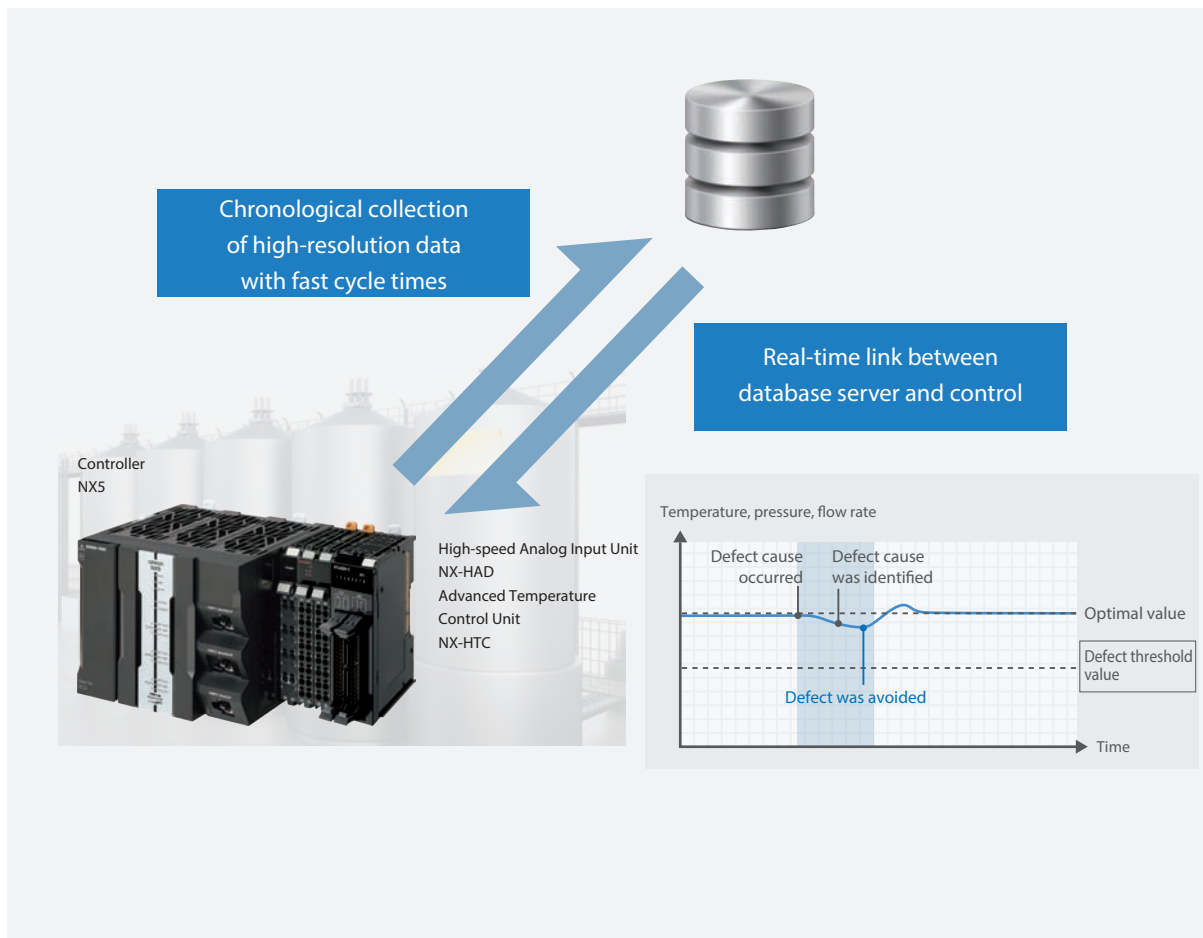 Chronological collection
of high-resolution data
with fast cycle times
Real-time link between
database server and control
Controller
NX5
High-speed Analog Input Unit
NX-HAD
Advanced Temperature
Control Unit
NX-HTC
Temperature, pressure, flow rate
Defect cause
occurred
Defect cause
was identified
Optimal value
Defect threshold
value
Defect was avoided
Time